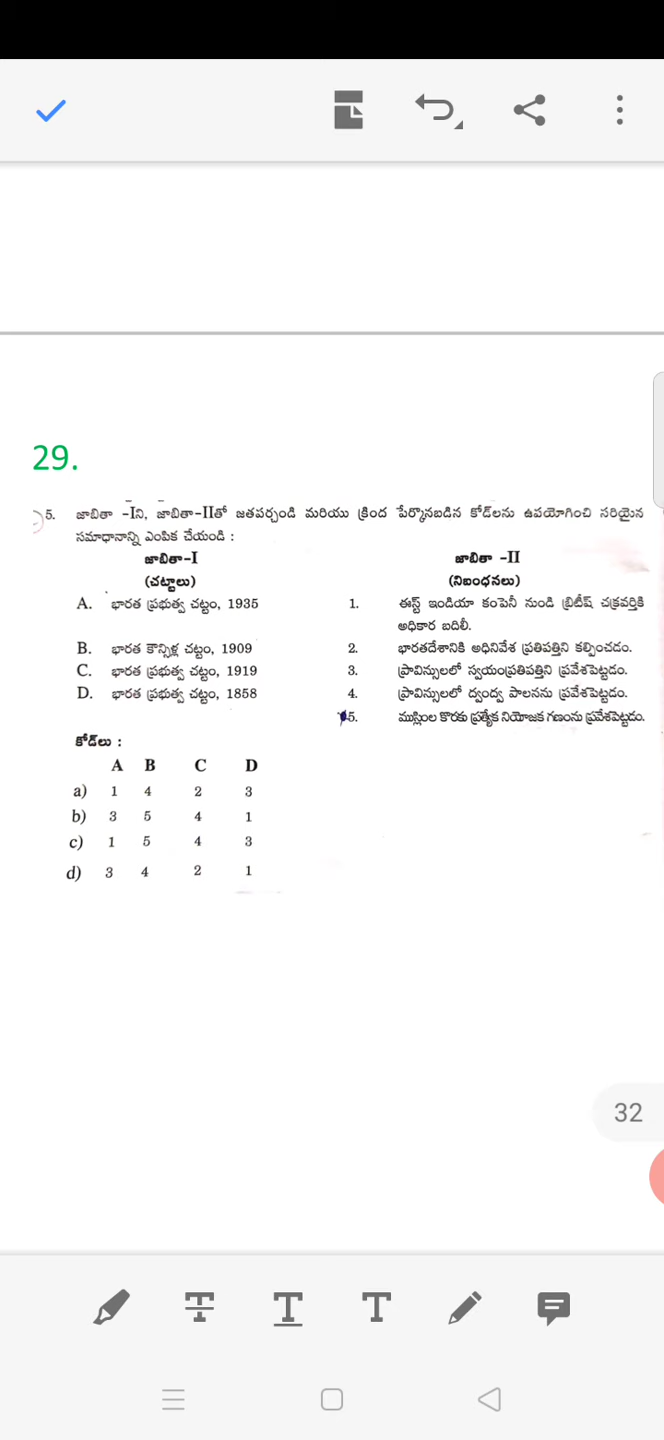 29.
5. జాబితా -Iని, జాబితా-IIతో జతపర్చండి మరియు క్రింద పేర్కొనబడిన కోడ్‌లను ఉపయోగించి సరియైన
సమాధానాన్ని ఎంపిక చేయండి :
జాబితా-I జాబితా -II
(చట్టాలు) (నిబంధనలు)
A. భారత ప్రభుత్వ చట్టం, 1935 1. ఈస్ట్ ఇండియా కంపెనీ నుండి బ్రిటీష్ చక్రవర్తికి
అధికార బదిలీ.
B. భారత కౌన్సిళ్ల చట్టం, 1909 2. భారతదేశానికి అధినివేశ ప్రతిపత్తిని కల్పించడం.
C. భారత ప్రభుత్వ చట్టం, 1919 3. ప్రావిన్సులలో స్వయంప్రతిపత్తిని ప్రవేశపెట్టడం.
D. భారత ప్రభుత్వ చట్టం, 1858 4. ప్రావిన్సులలో ద్వంద్వ పాలనను ప్రవేశపెట్టడం.
5. ముస్లింల కొరకు ప్రత్యేక నియోజక గణంను ప్రవేశపెట్టడం.
కోడ్‌లు :
A B C D
a) 1 4 2 3
b) 3 5 4 1
c) 1 5 4 3
d) 3 4 2 1
32